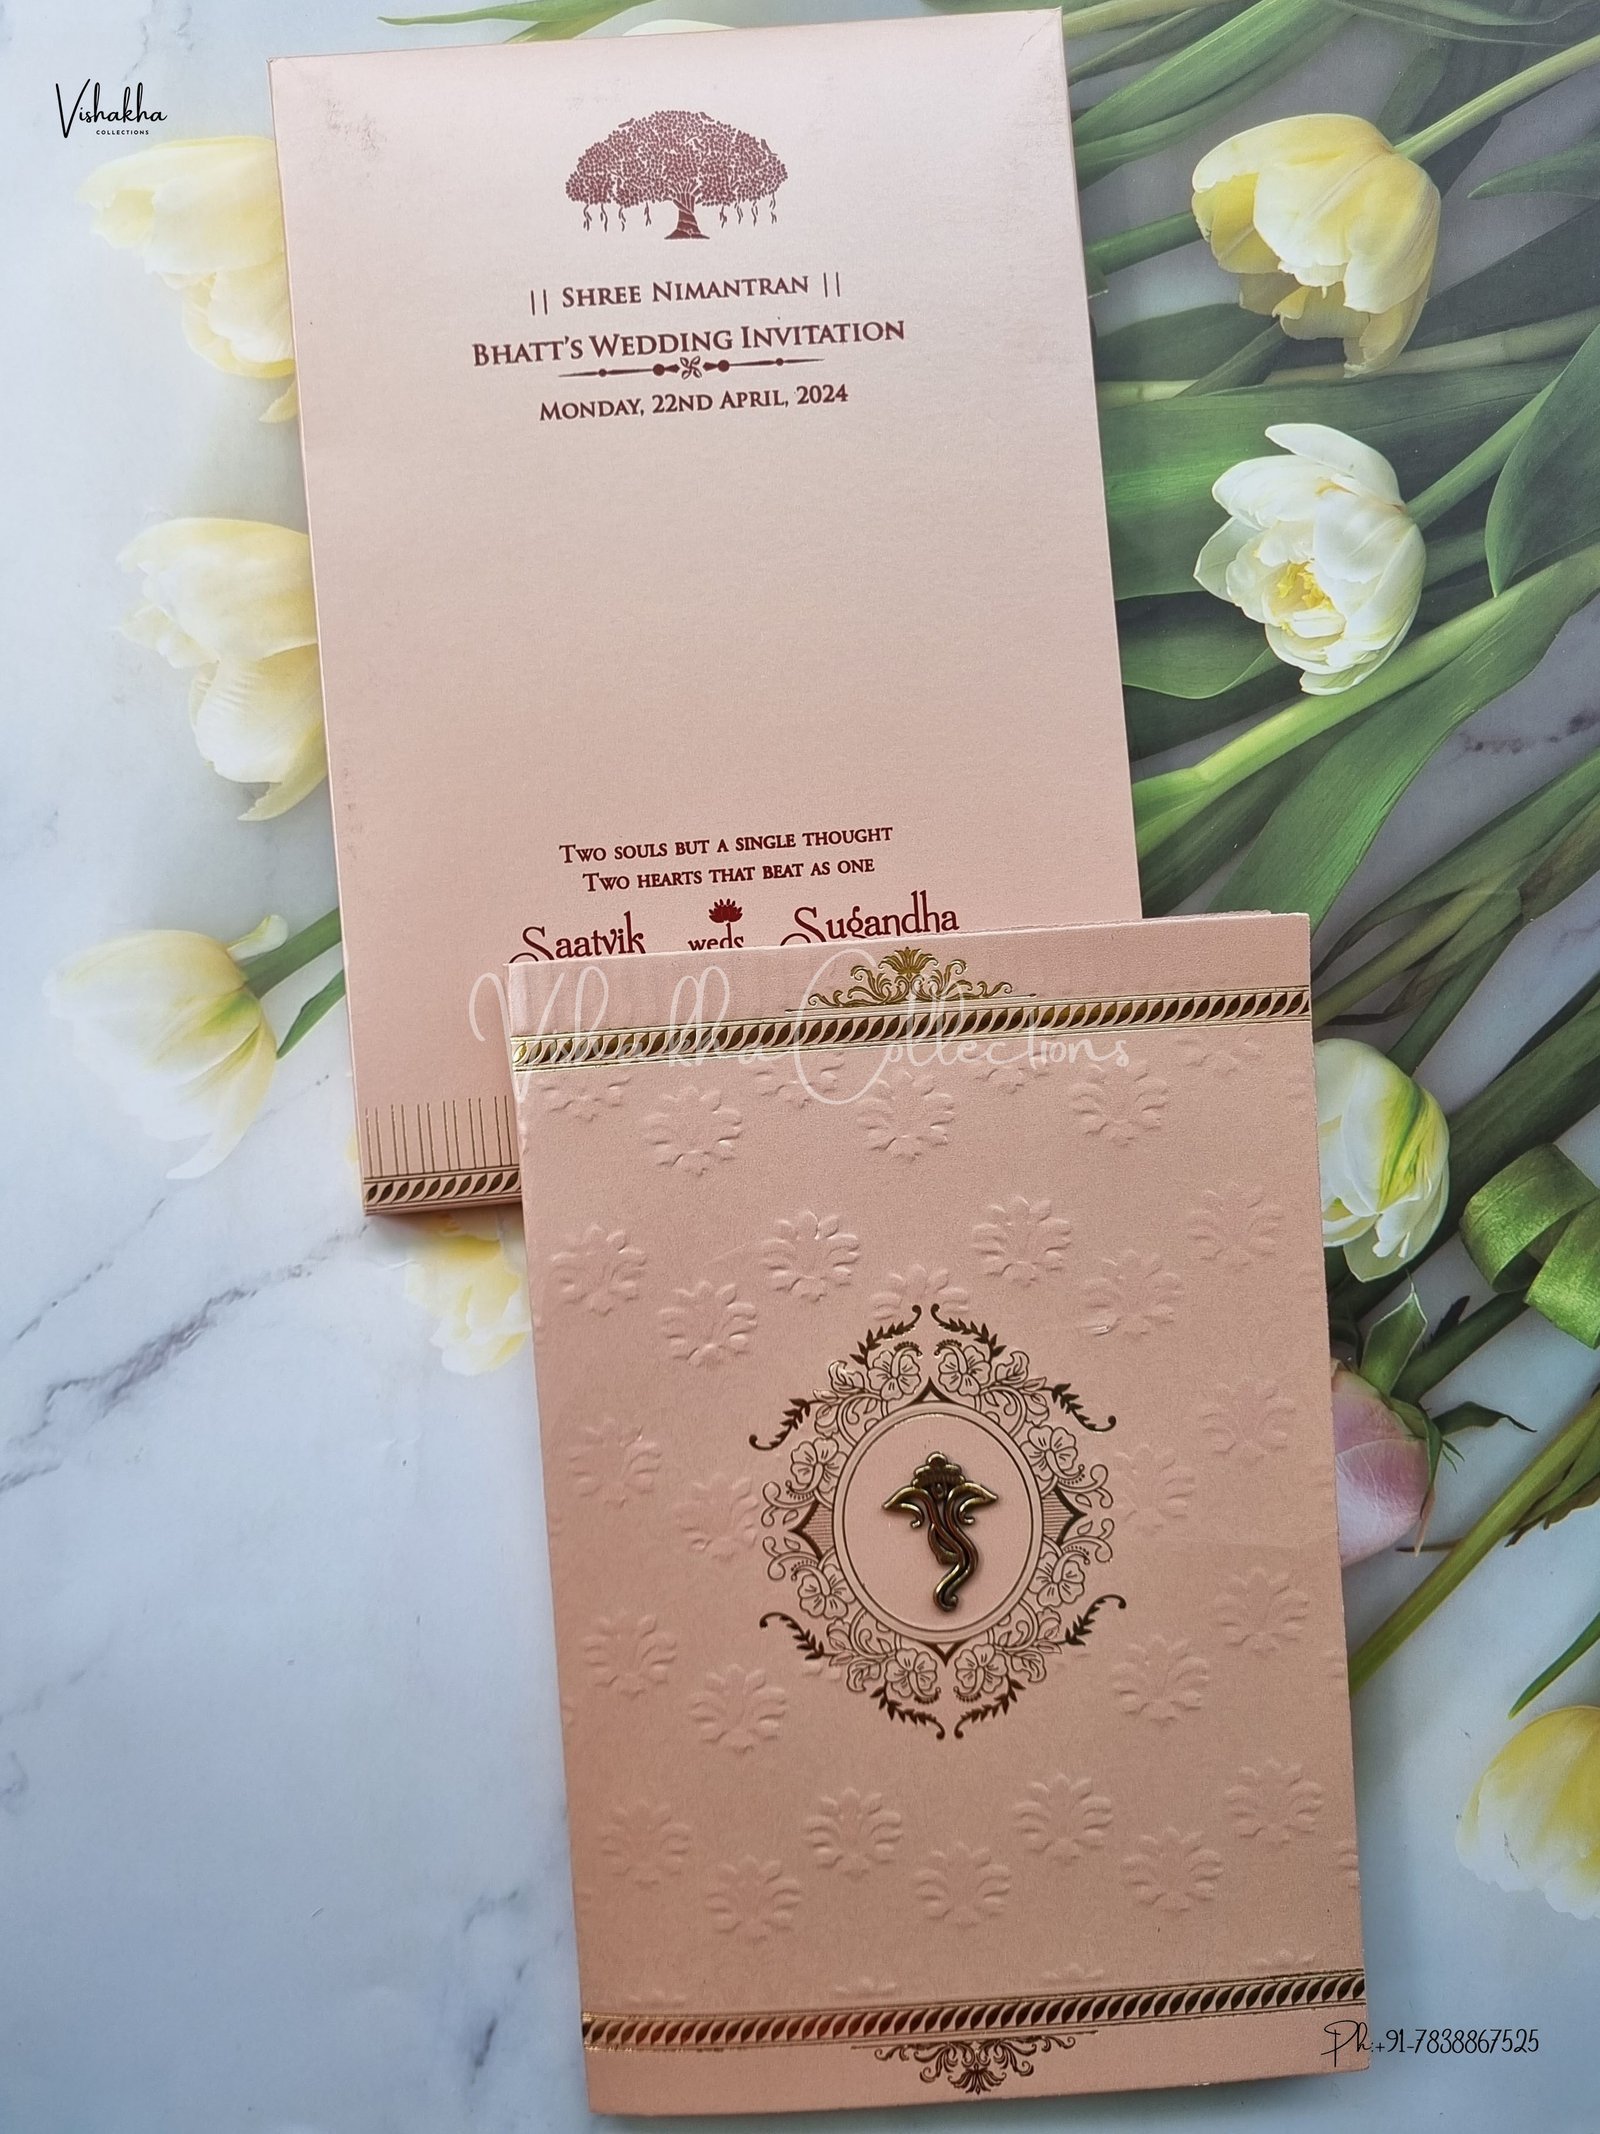 Vishakha
COLLECTIONS
|| SHREE NIMANTRAN ||
BHATT'S WEDDING INVITATION
MONDAY, 22ND APRIL, 2024
TWO SOULS BUT A SINGLE THOUGHT
TWO HEARTS THAT BEAT AS ONE
Saatvik weds Sugandha
Vishakha Collections
Ph:+91-7838867525